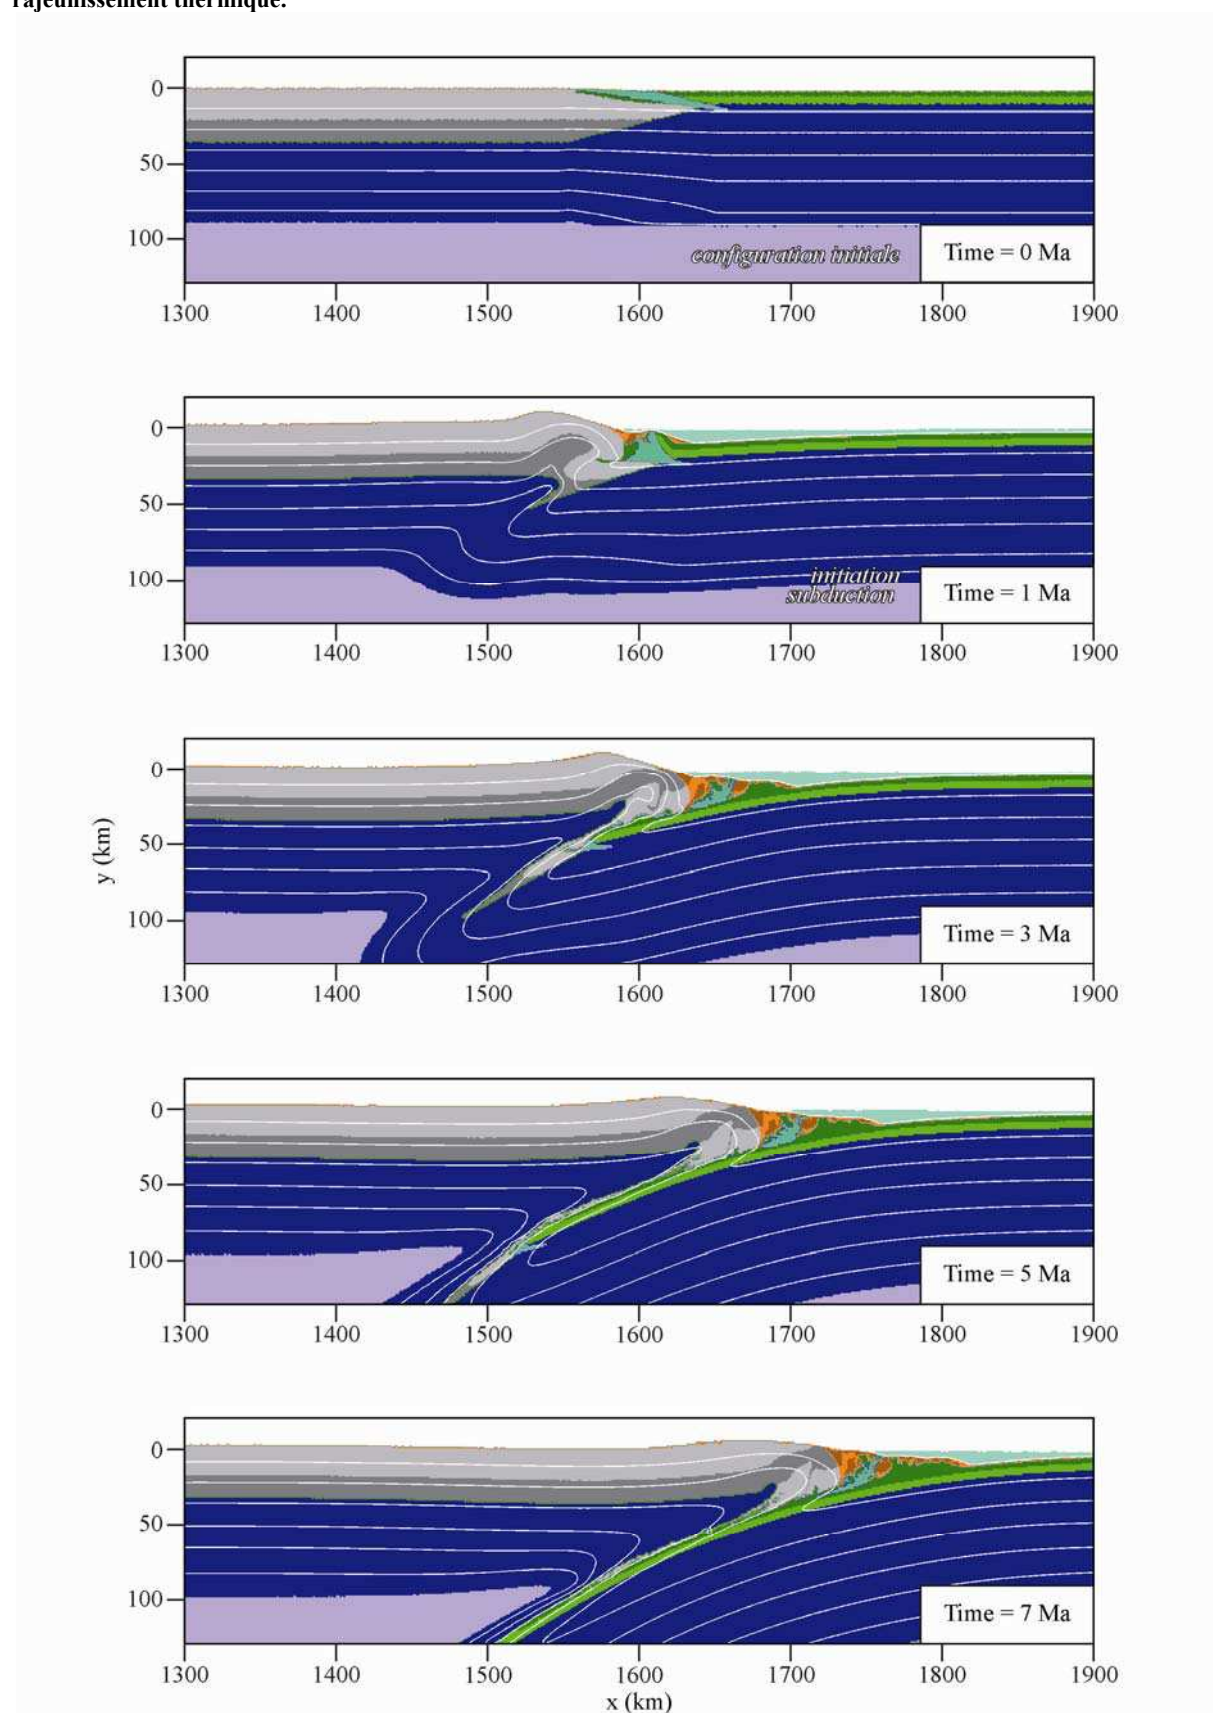 rajeunissement thermique.
0
50
100
configuration initiale
Time = 0 Ma
1300 1400 1500 1600 1700 1800 1900
0
50
100
initiation
subduction
Time = 1 Ma
1300 1400 1500 1600 1700 1800 1900
y (km)
0
50
100
Time = 3 Ma
1300 1400 1500 1600 1700 1800 1900
0
50
100
Time = 5 Ma
1300 1400 1500 1600 1700 1800 1900
0
50
100
Time = 7 Ma
1300 1400 1500 1600 1700 1800 1900
x (km)